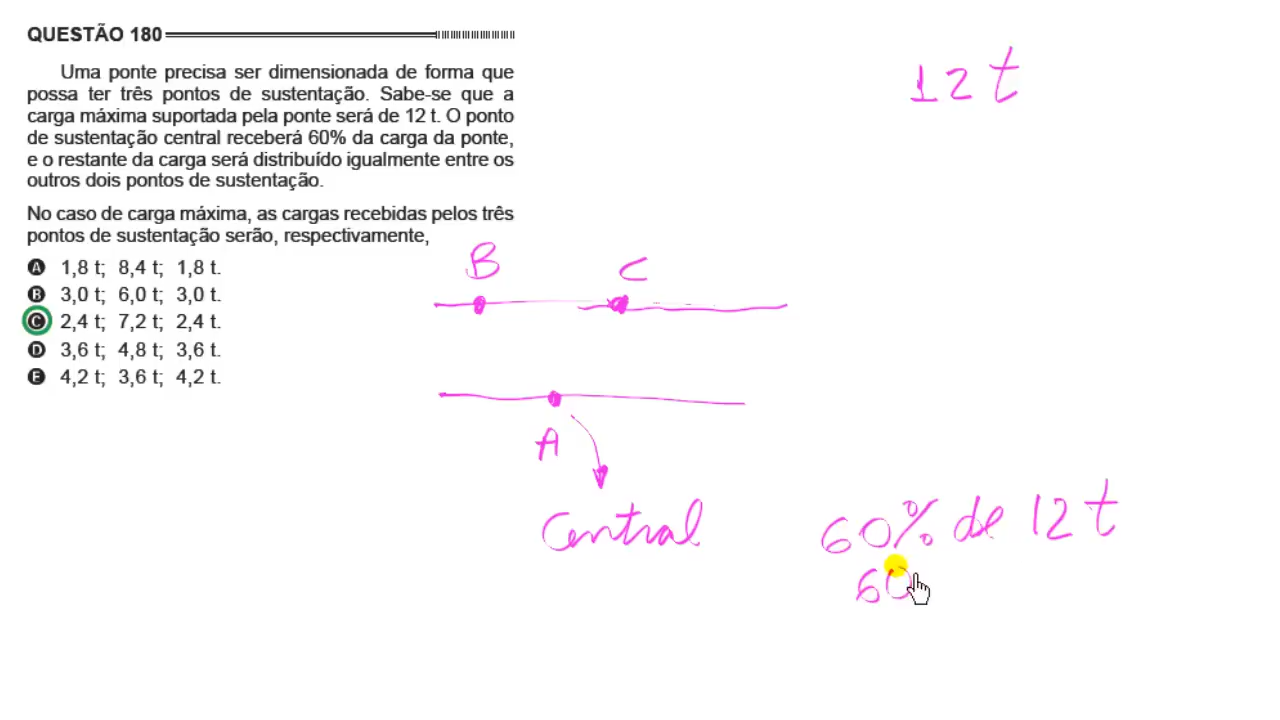 QUESTÃO 180
Uma ponte precisa ser dimensionada de forma que
possa ter três pontos de sustentação. Sabe-se que a
carga máxima suportada pela ponte será de 12 t. O ponto
de sustentação central receberá 60% da carga da ponte,
e o restante da carga será distribuído igualmente entre os
outros dois pontos de sustentação.
No caso de carga máxima, as cargas recebidas pelos três
pontos de sustentação serão, respectivamente,
A 1,8 t; 8,4 t; 1,8 t.
B 3,0 t; 6,0 t; 3,0 t.
C 2,4 t; 7,2 t; 2,4 t.
D 3,6 t; 4,8 t; 3,6 t.
E 4,2 t; 3,6 t; 4,2 t.
12 t
B C
A
Central
60% de 12 t
60